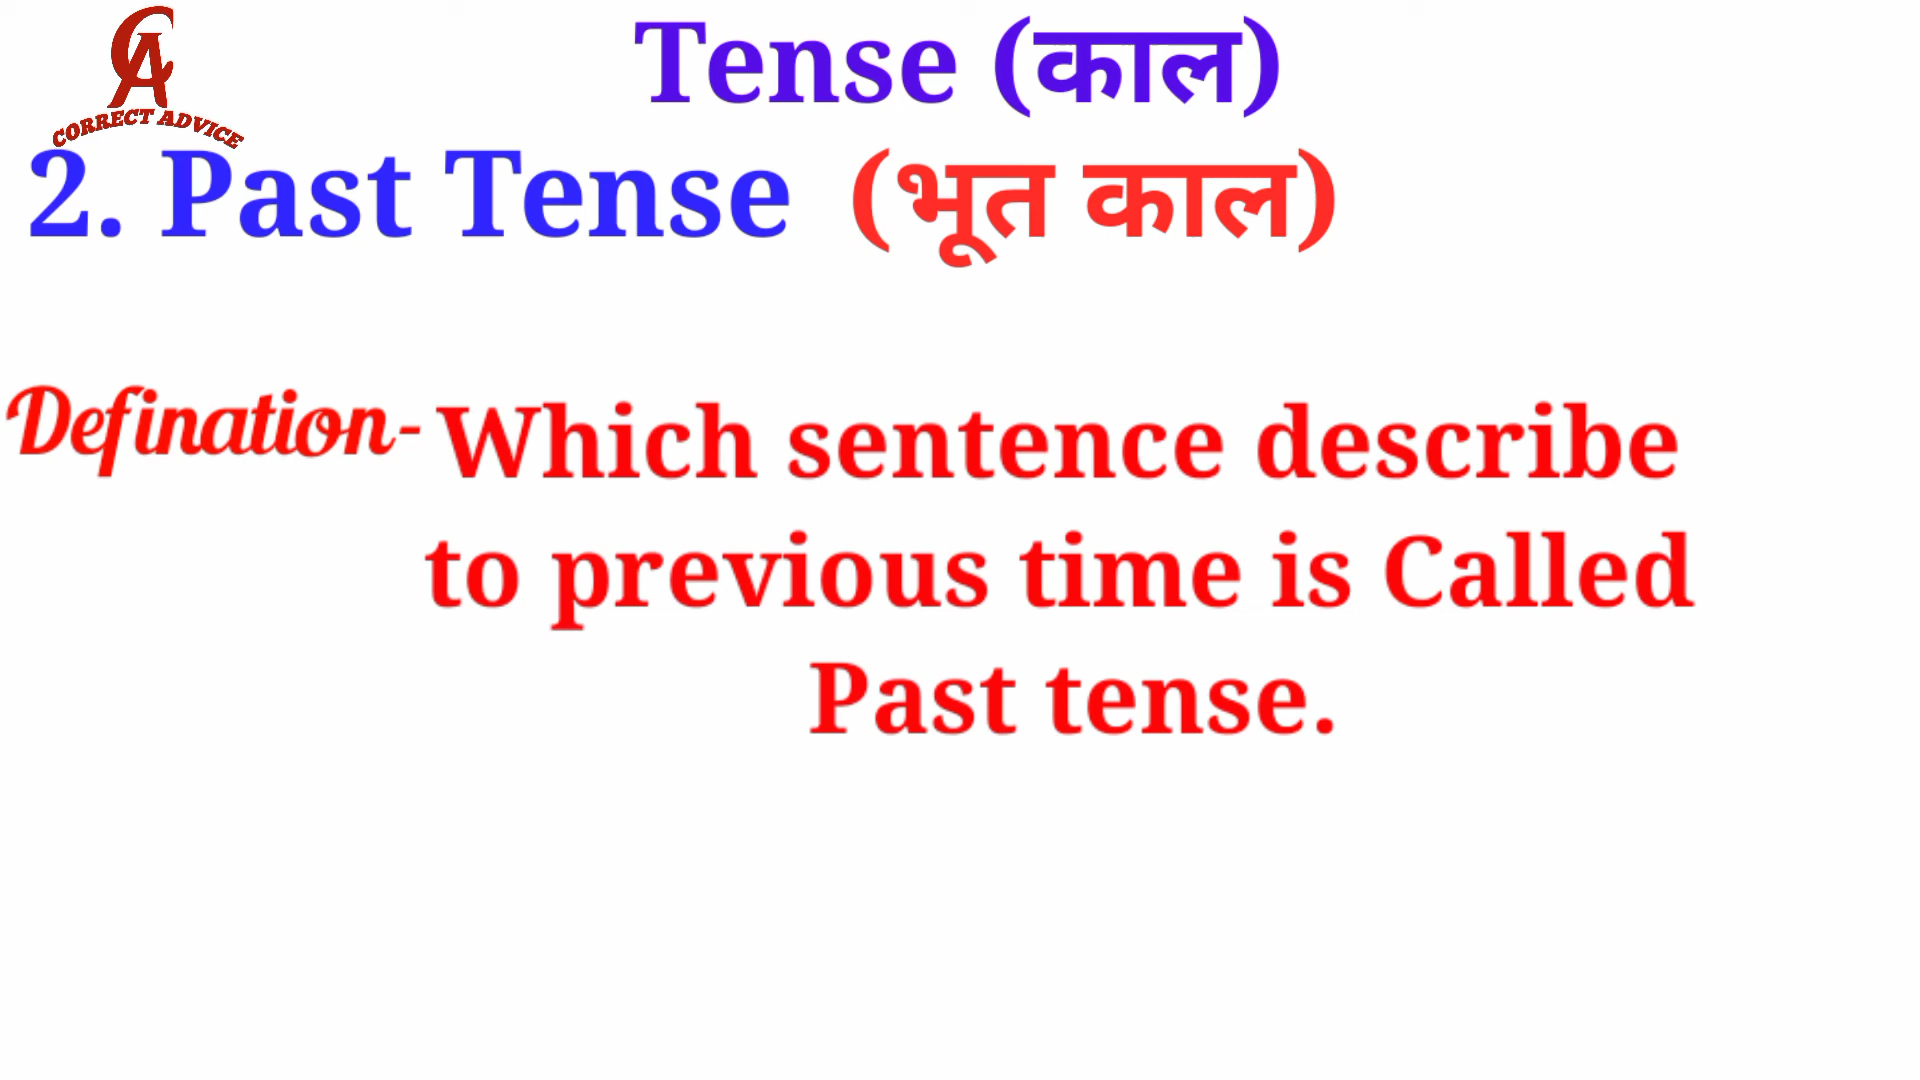 CA
CORRECT ADVICE
Tense (काल)
2. Past Tense (भूत काल)
Defination- Which sentence describe
to previous time is Called
Past tense.